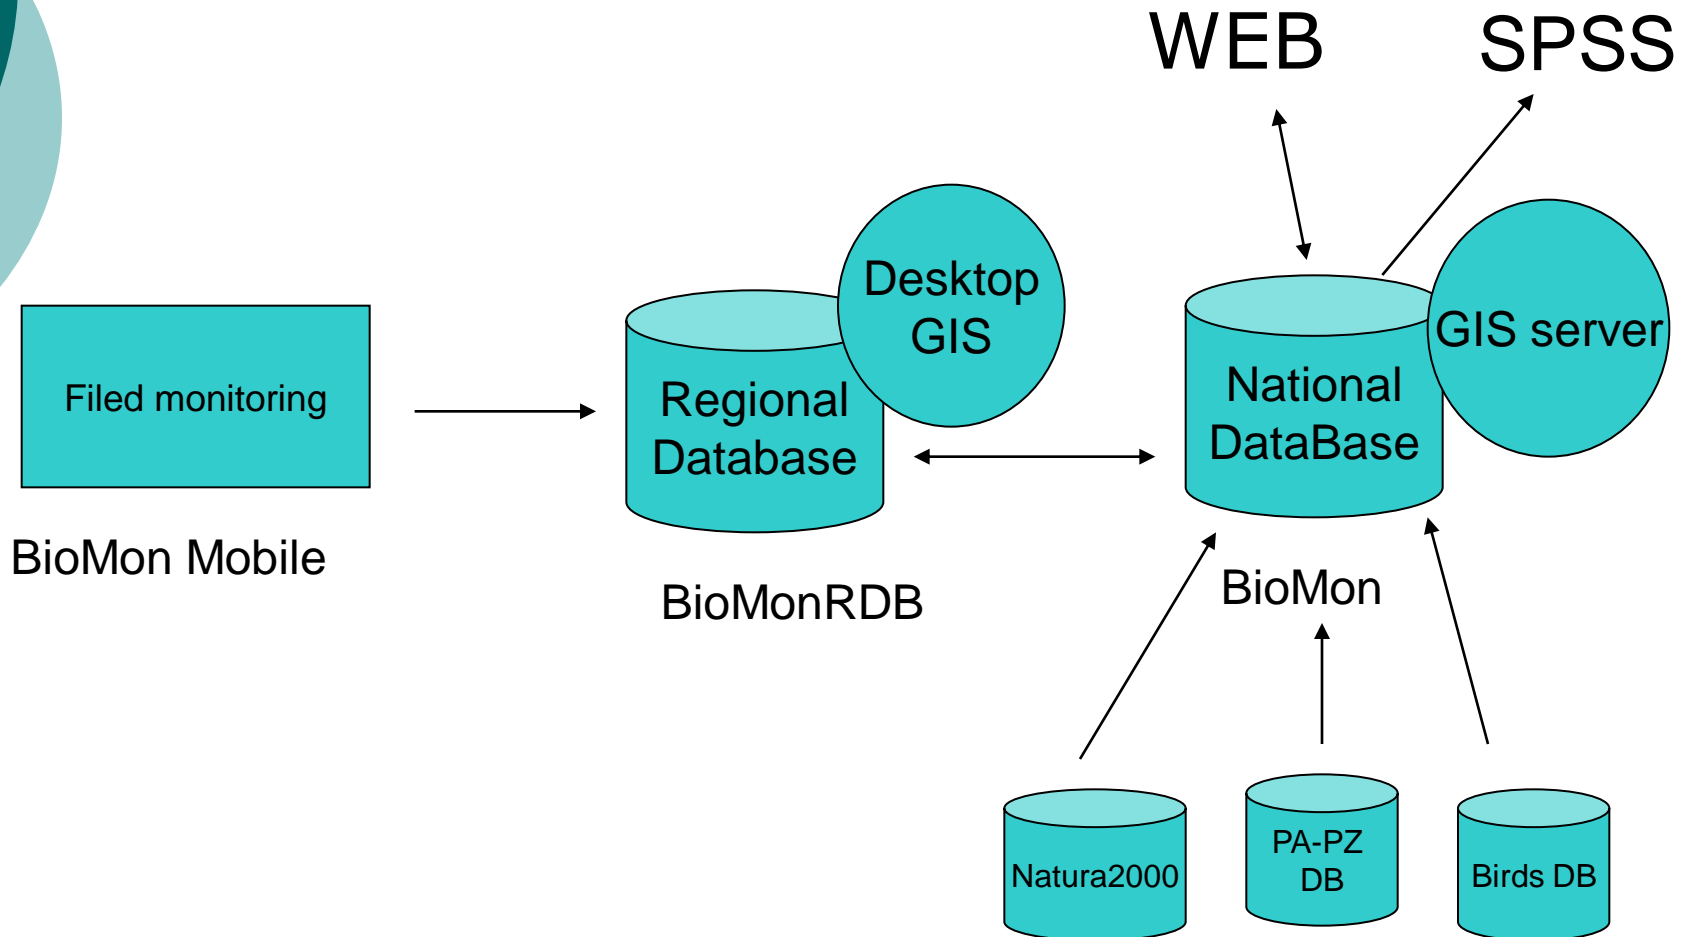 WEB
SPSS
Desktop
GIS
GIS server
Filed monitoring
Regional
Database
National
DataBase
BioMon Mobile
BioMonRDB
BioMon
Natura2000
PA-PZ
DB
Birds DB